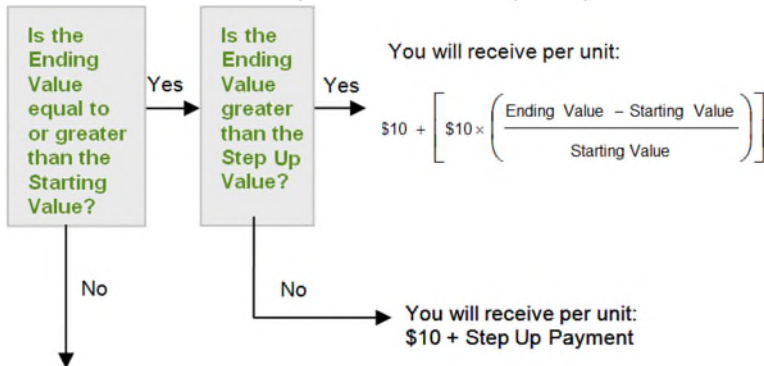 Is the
Ending
Value
equal to
or greater
than the
Starting
Value?
Yes
Is the
Ending
Value
greater
than the
Step Up
Value?
Yes
You will receive per unit:
$10 + [ $10 × ( Ending Value – Starting Value
Starting Value ) ]
No
No
You will receive per unit:
$10 + Step Up Payment